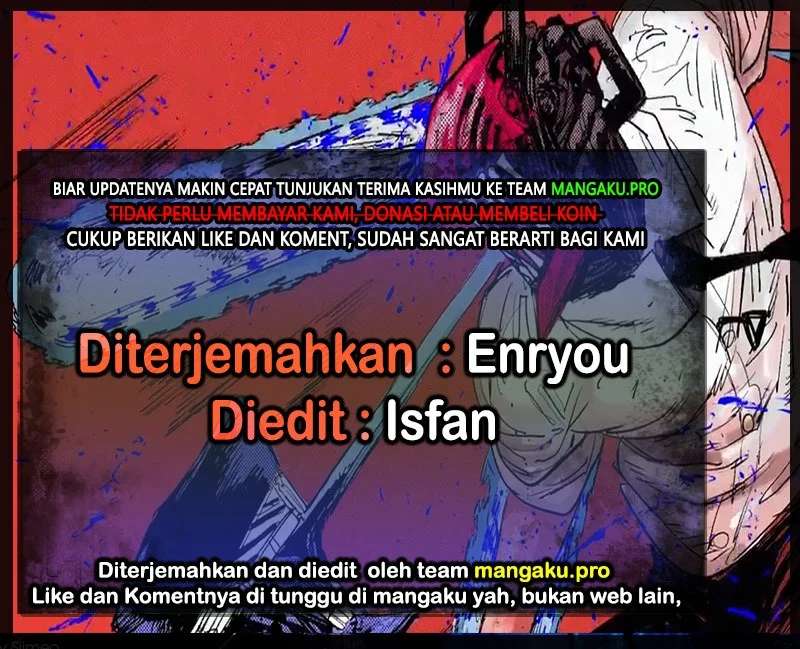 BIAR UPDATENYA MAKIN CEPAT TUNJUKAN TERIMA KASIHMU KE TEAM MANGAKU.PRO
TIDAK PERLU MEMBAYAR KAMI, DONASI ATAU MEMBELI KOIN
CUKUP BERIKAN LIKE DAN KOMENT, SUDAH SANGAT BERARTI BAGI KAMI
Diterjemahkan : Enryou
Diedit : Isfan
Diterjemahkan dan diedit oleh team mangaku.pro
Like dan Komentnya di tunggu di mangaku yah, bukan web lain,